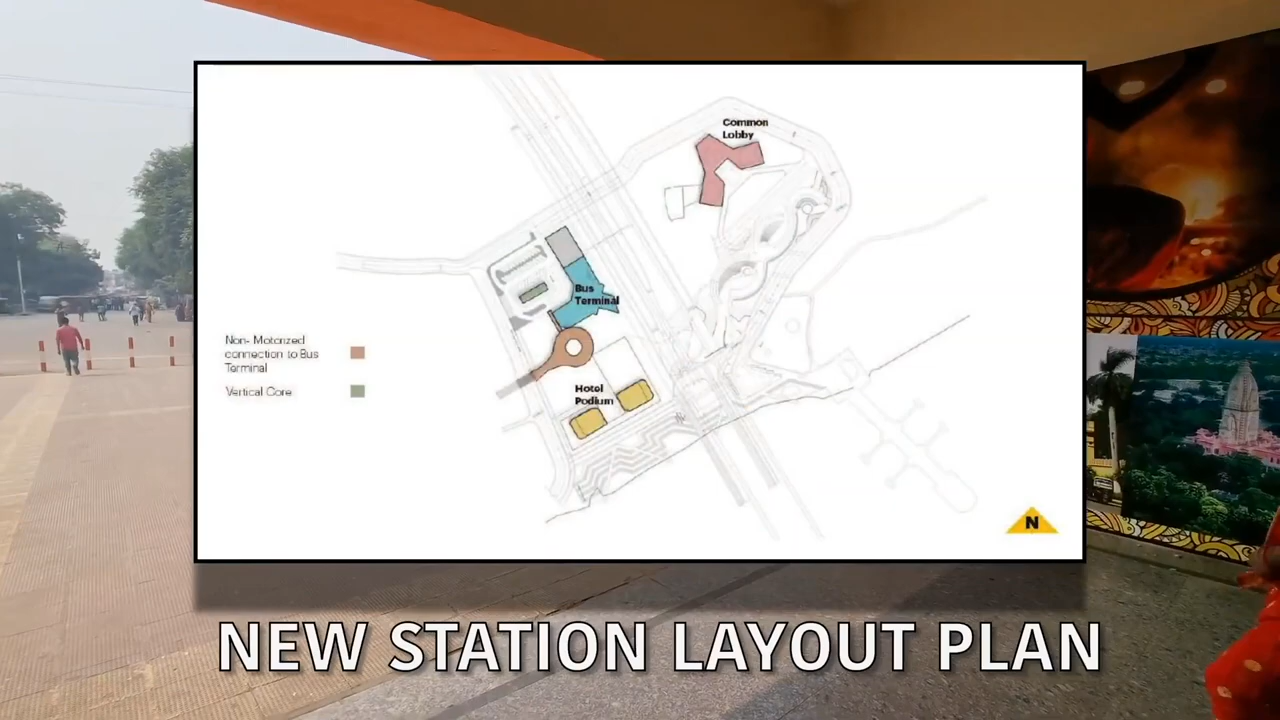 Common
Lobby
Bus
Terminal
Non- Motorized
connection to Bus
Terminal
Vertical Core
Hotel
Podium
N
NEW STATION LAYOUT PLAN